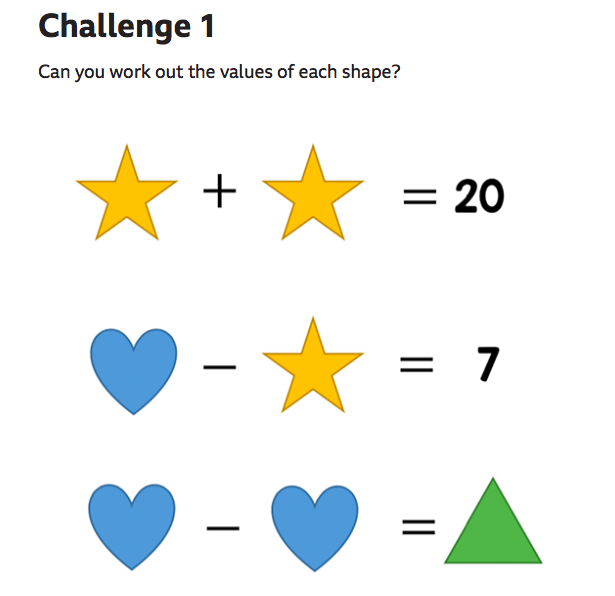 Challenge 1
Can you work out the values of each shape?
+ = 20
− = 7
− =